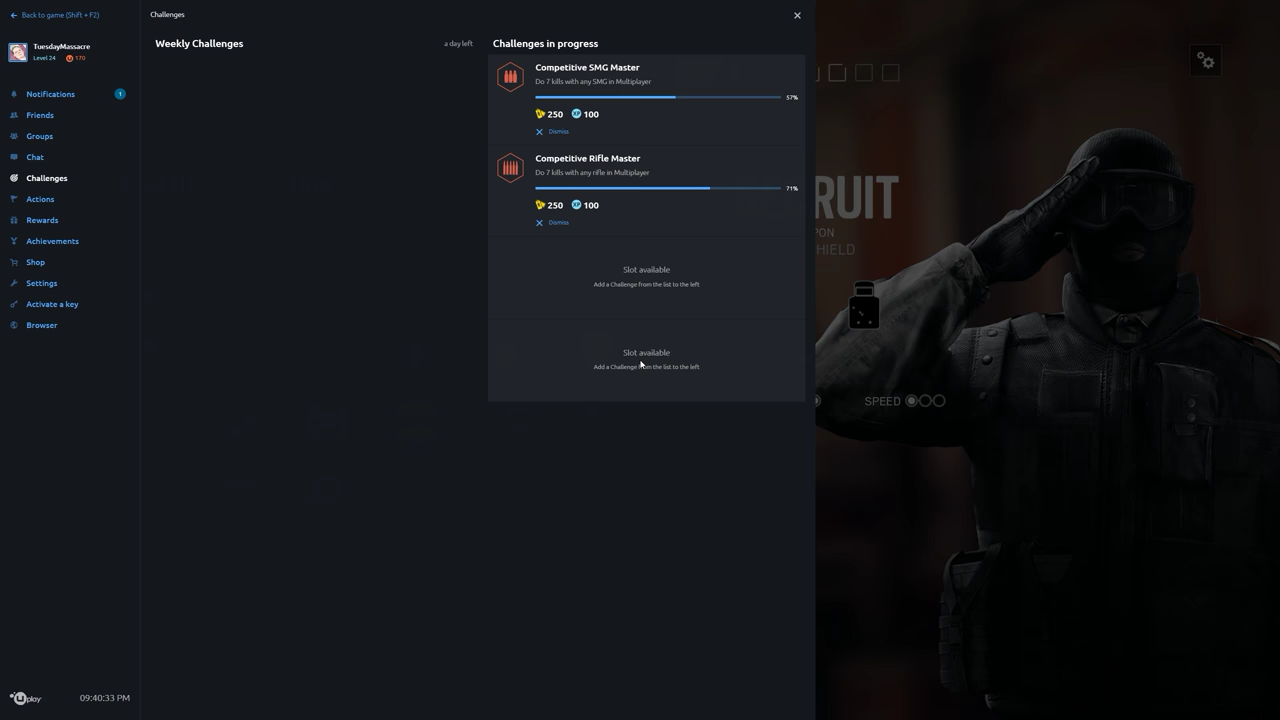 Back to game (Shift + F2)
TuesdayMassacre
Level 24 170
Notifications 1
Friends
Groups
Chat
Challenges
Actions
Rewards
Achievements
Shop
Settings
Activate a key
Browser
uplay 09:40:33 PM
Challenges
Weekly Challenges a day left
Challenges in progress
Competitive SMG Master
Do 7 kills with any SMG in Multiplayer
57%
250 XP 100
Dismiss
Competitive Rifle Master
Do 7 kills with any rifle in Multiplayer
71%
250 XP 100
Dismiss
Slot available
Add a Challenge from the list to the left
Slot available
Add a Challenge from the list to the left
RUIT
PON
HIELD
SPEED